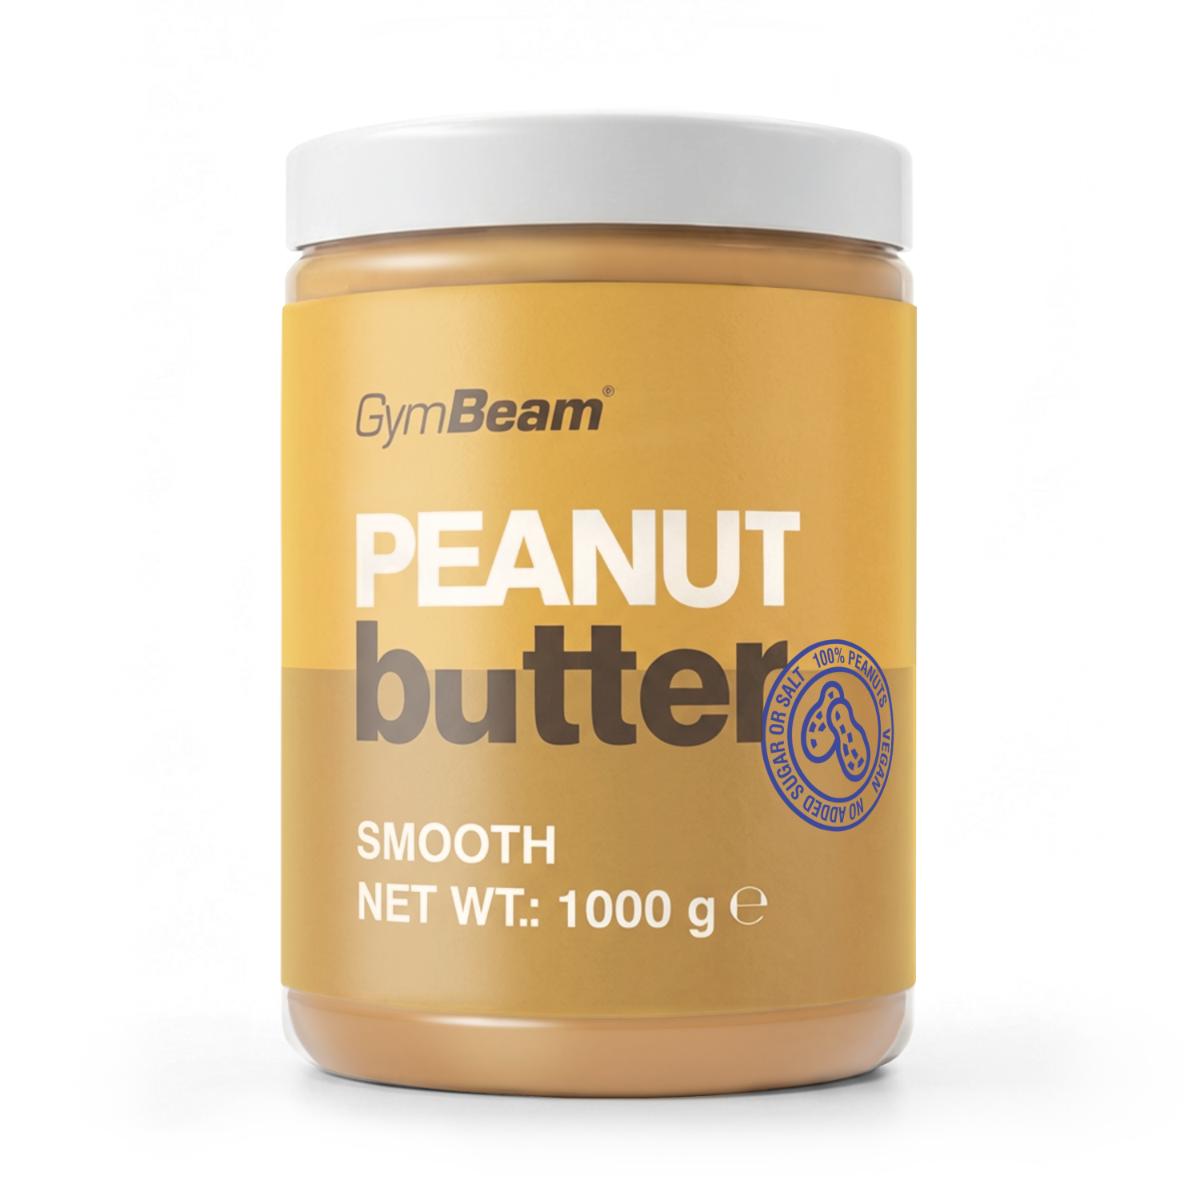 GymBeam®
PEANUT
butter
100% PEANUTS VEGAN NO ADDED SUGAR OR SALT
SMOOTH
NET WT.: 1000 g ℮